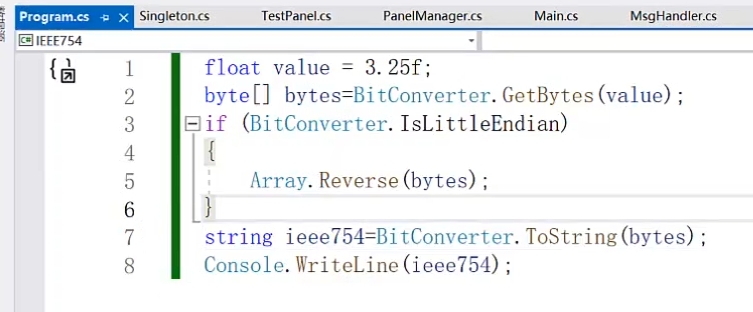 Program.cs Singleton.cs TestPanel.cs PanelManager.cs Main.cs MsgHandler.cs
IEEE754
1 float value = 3.25f;
2 byte[] bytes=BitConverter.GetBytes(value);
3 if (BitConverter.IsLittleEndian)
4 {
5 Array.Reverse(bytes);
6 }
7 string ieee754=BitConverter.ToString(bytes);
8 Console.WriteLine(ieee754);